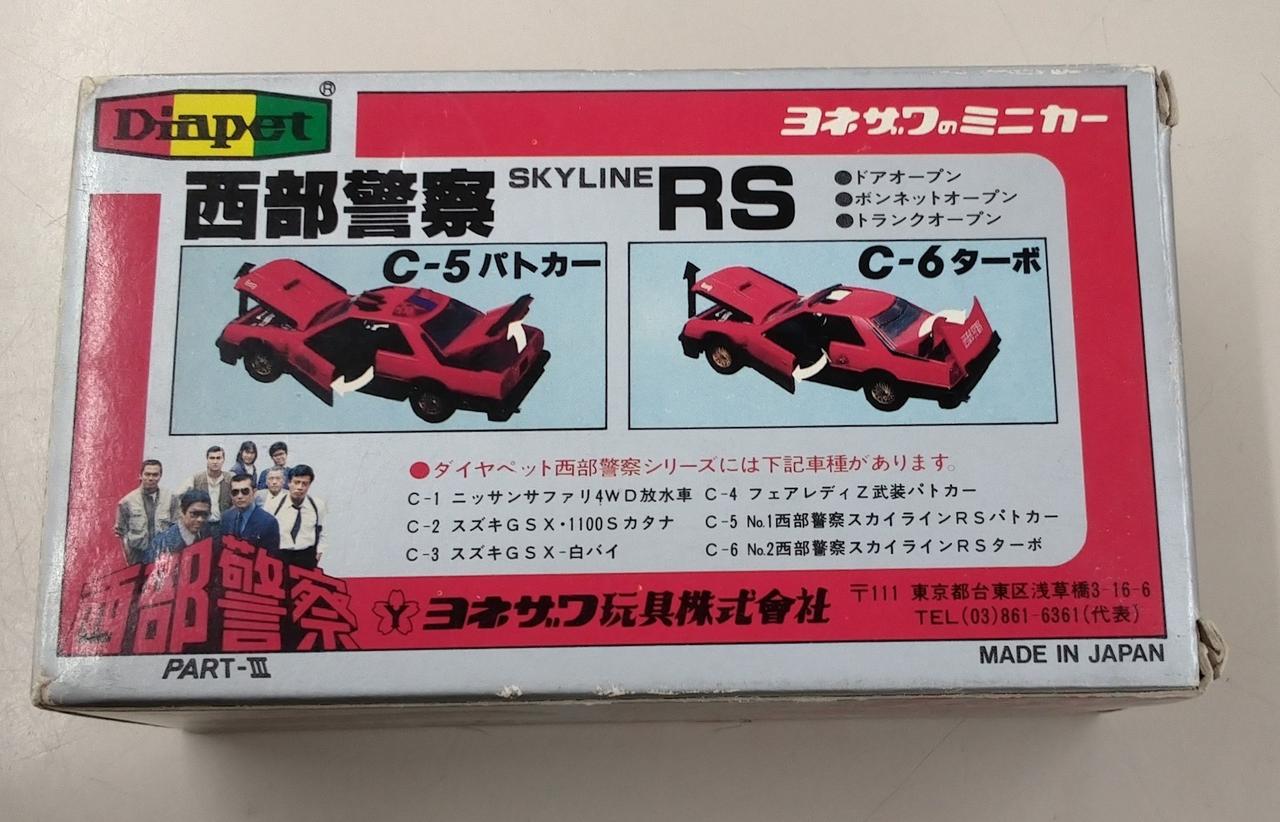 Diapet®
ヨネザワのミニカー
西部警察 SKYLINE RS
●ドアオープン
●ボンネットオープン
●トランクオープン
C-5パトカー
C-6ターボ
●ダイヤペット西部警察シリーズには下記車種があります。
C-1 ニッサンサファリ4WD放水車
C-2 スズキGSX・1100Sカタナ
C-3 スズキGSX-白バイ
C-4 フェアレディZ武装パトカー
C-5 No.1西部警察スカイラインRSパトカー
C-6 No.2西部警察スカイラインRSターボ
西部警察
PART-III
ヨネザワ玩具株式會社
〒111 東京都台東区浅草橋3-16-6
TEL(03)861-6361(代表)
MADE IN JAPAN